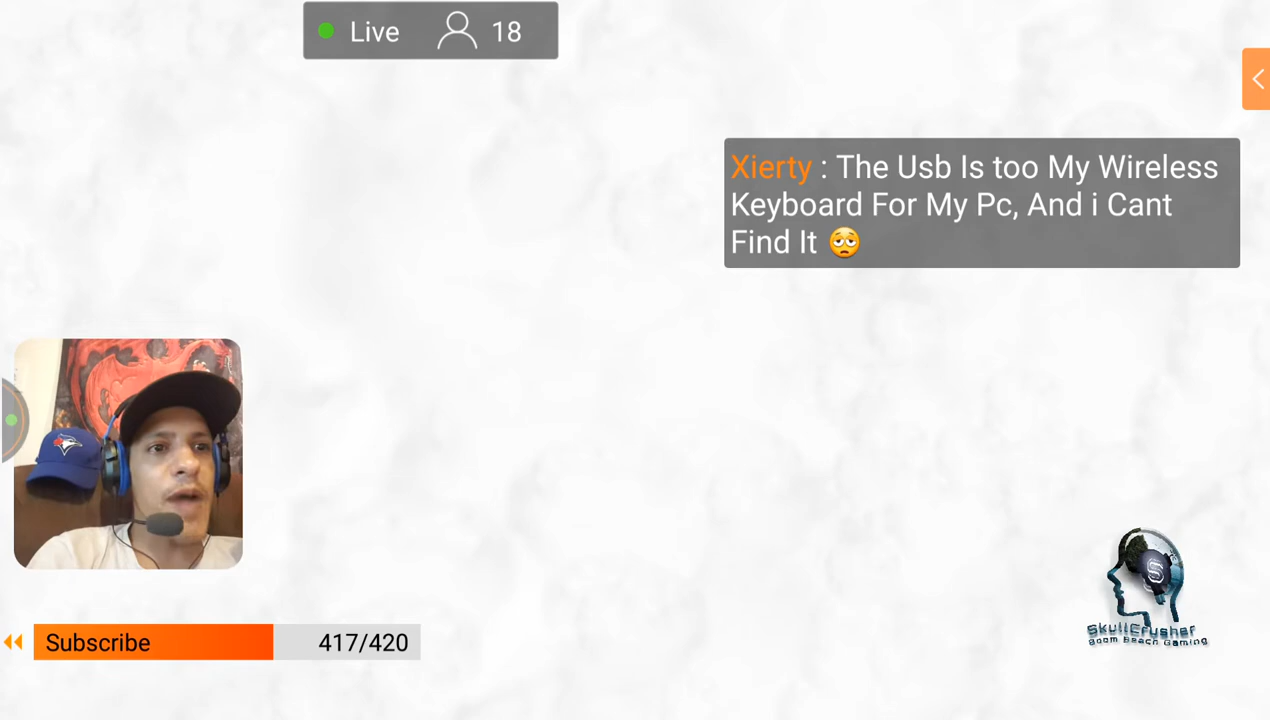 Live 18
Xierty : The Usb Is too My Wireless
Keyboard For My Pc, And i Cant
Find It 🥺
Subscribe 417/420
S
SkullCrusher
Boom Beach Gaming